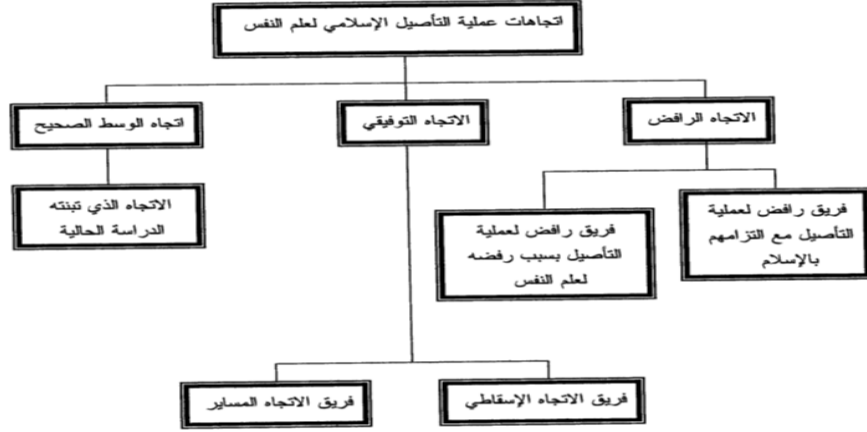 اتجاهات عملية التأصيل الإسلامي لعلم النفس
الاتجاه الرافض
الاتجاه التوفيقي
اتجاه الوسط الصحيح
فريق رافض لعملية
التأصيل مع التزامهم
بالإسلام
فريق رافض لعملية
التأصيل بسبب رفضه
لعلم النفس
الاتجاه الذي تبنته
الدراسة الحالية
فريق الاتجاه الإسقاطي
فريق الاتجاه المساير